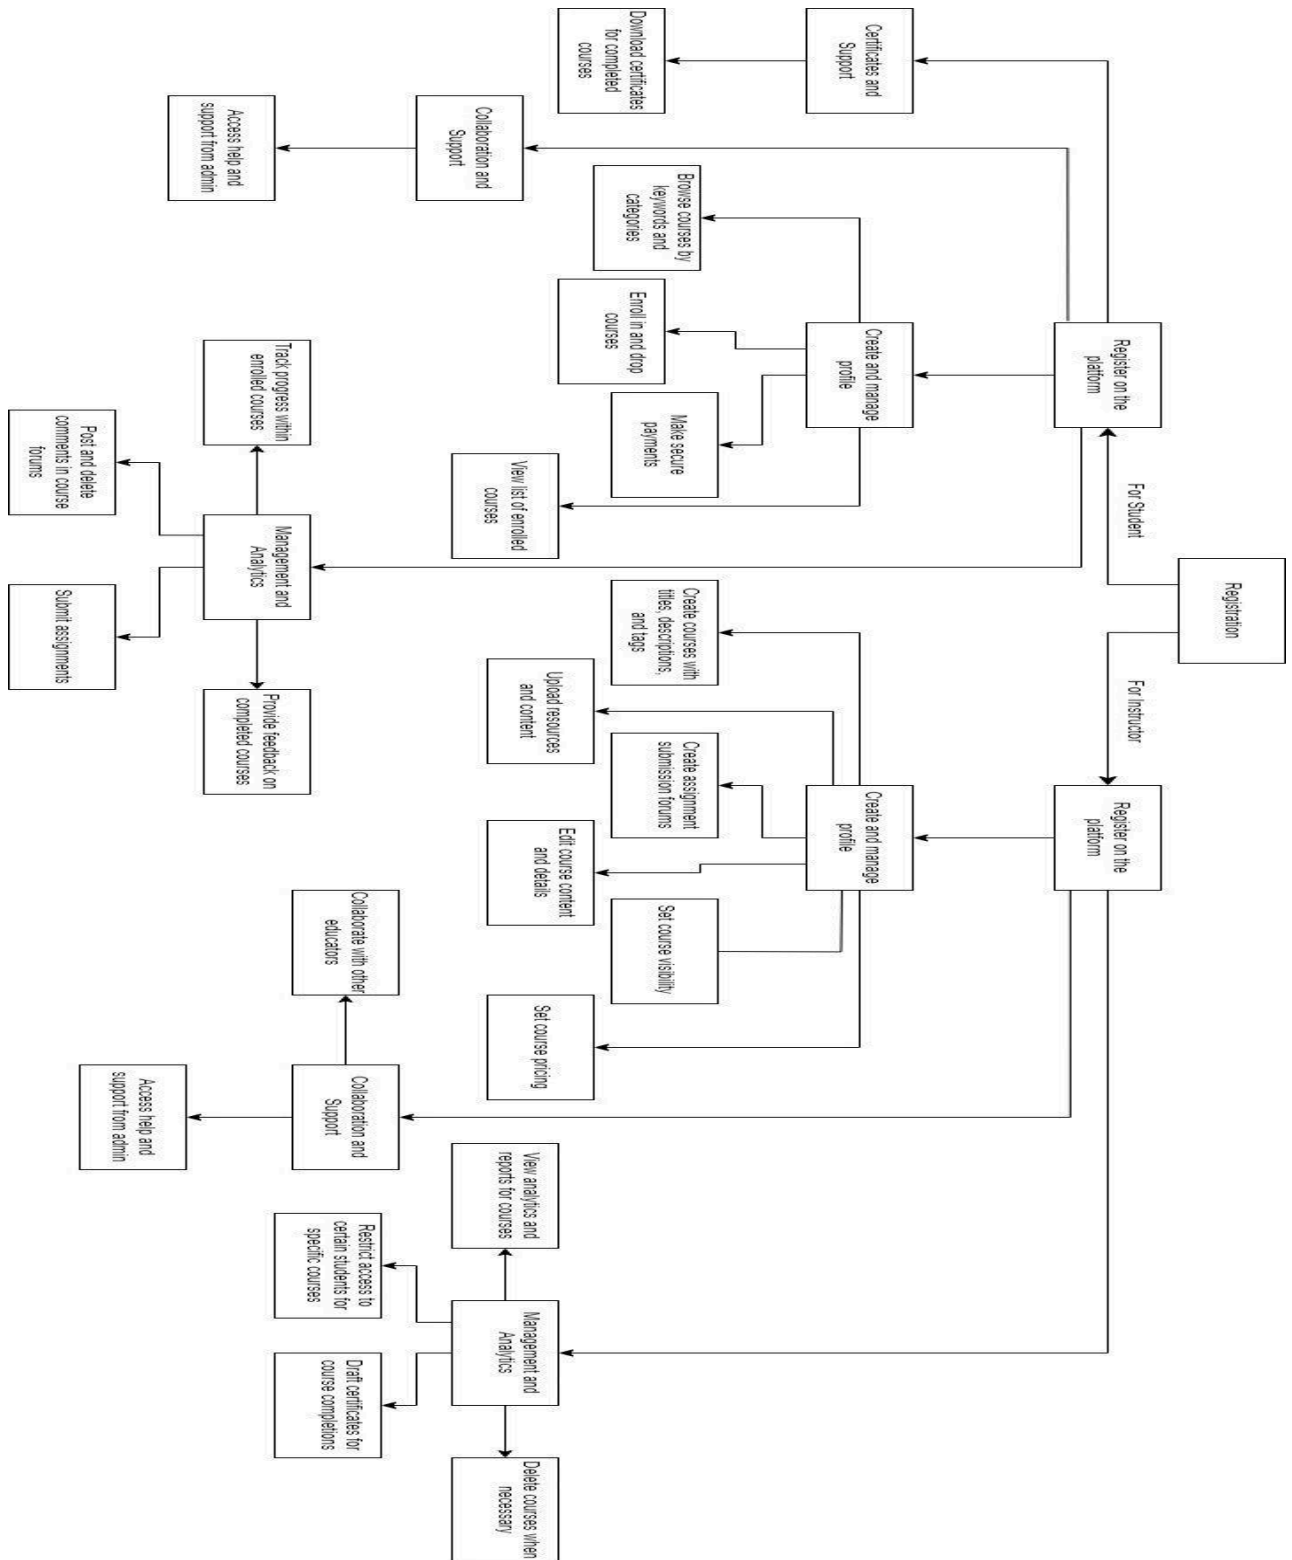 Registration
For Student
For Instructor
Register on the
platform
Register on the
platform
Certificates and
Support
Create and manage
profile
Create and manage
profile
Download certificates
for completed
courses
Collaboration and
Support
Access help and
support from admin
Browse courses by
keywords and
categories
Enroll in and drop
courses
Make secure
payments
View list of enrolled
courses
Management and
Analytics
Track progress within
enrolled courses
Post and delete
comments in course
forums
Submit assignments
Provide feedback on
completed courses
Create courses with
titles, descriptions,
and tags
Upload resources
and content
Create assignment
submission forums
Edit course content
and details
Set course visibility
Set course pricing
Collaboration and
Support
Collaborate with other
educators
Access help and
support from admin
Management and
Analytics
View analytics and
reports for courses
Restrict access to
certain students for
specific courses
Draft certificates for
course completions
Delete courses when
necessary